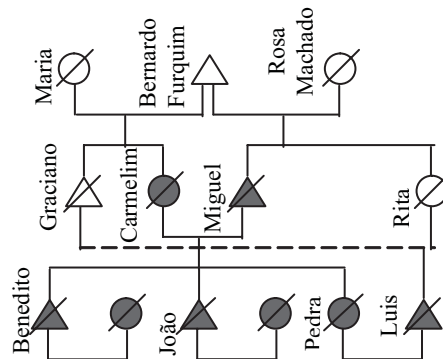 Maria
Bernardo
Furquim
Rosa
Machado
Graciano
Carmelim
Miguel
Rita
Benedito
João
Pedra
Luis